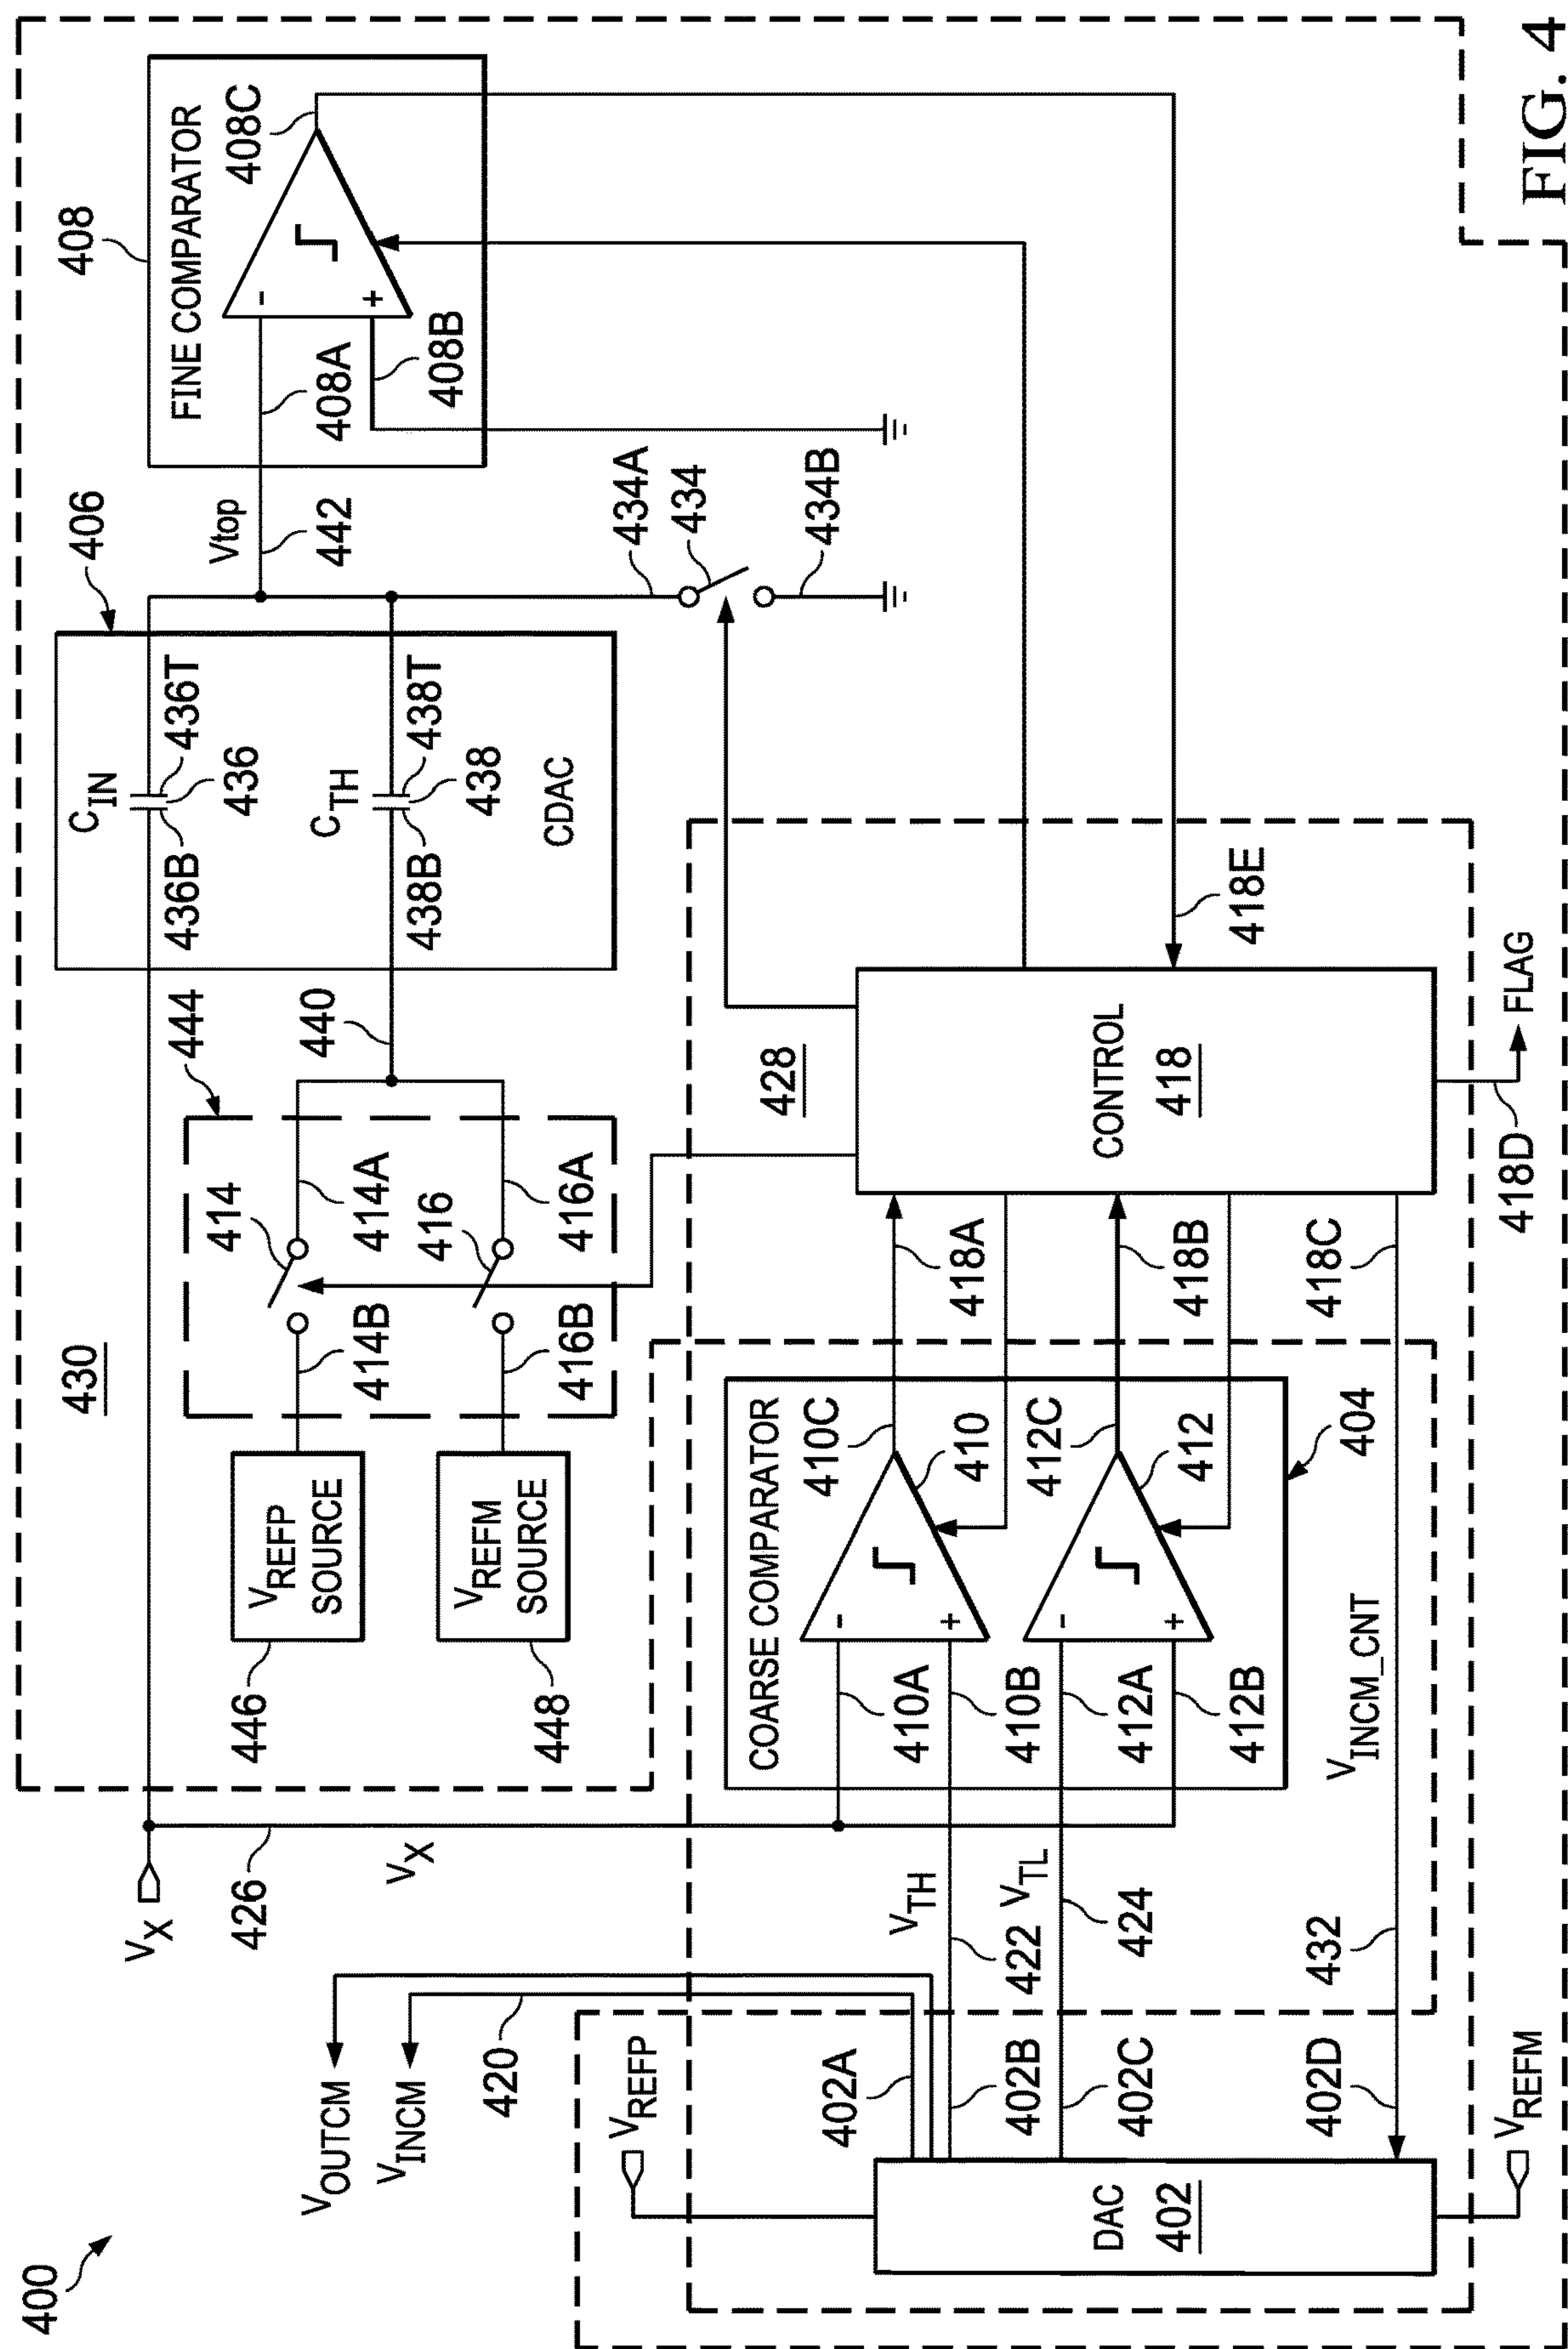 400
V_OUTCM
V_INCM
420
V_REFP
402A
402B
402C
402D
DAC
402
V_REFM
V_X
426
V_X
V_TH
422
V_TL
424
432
V_INCM_CNT
430
446
V_REFP
SOURCE
448
V_REFM
SOURCE
414
414A
414B
416
416A
416B
444
440
COARSE COMPARATOR
404
410
410A
410B
410C
-
+
412
412A
412B
412C
-
+
418A
418B
418C
428
CONTROL
418
418D
FLAG
418E
406
C_IN
436B
436T
436
C_TH
438B
438T
438
CDAC
Vtop
442
434A
434
434B
408
FINE COMPARATOR
408A
408B
408C
-
+
FIG. 4